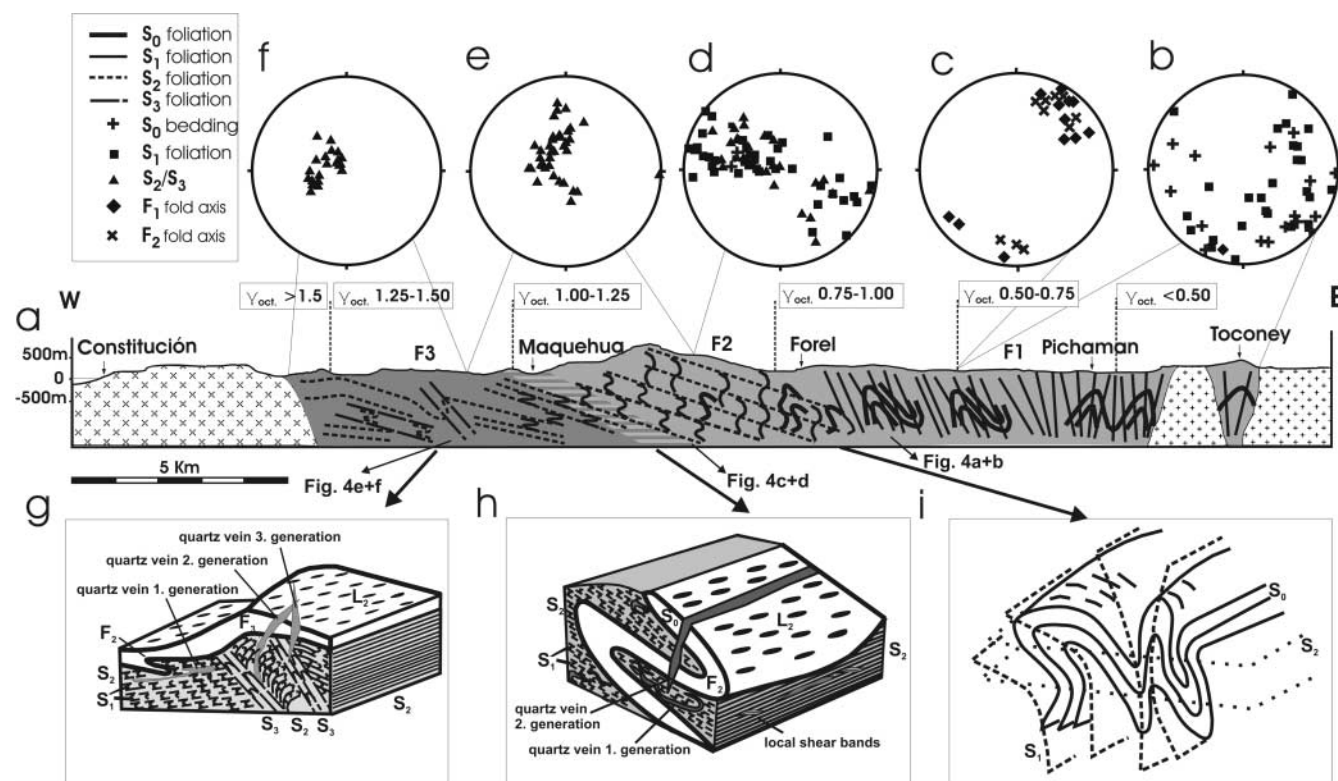 S0 foliation
S1 foliation
S2 foliation
S3 foliation
S0 bedding
S1 foliation
S2/S3
F1 fold axis
F2 fold axis
f
e
d
c
b
γoct. >1.5
γoct. 1.25-1.50
γoct. 1.00-1.25
γoct. 0.75-1.00
γoct. 0.50-0.75
γoct. <0.50
a
W
E
Constitución
F3
Maquehua
F2
Forel
F1
Pichaman
Toconey
500m.
0
-500m.
5 Km
Fig. 4e+f
Fig. 4c+d
Fig. 4a+b
g
quartz vein 3. generation
quartz vein 2. generation
quartz vein 1. generation
L2
F3
F2
S2
S1
S3
S2
S3
S2
h
S2
S0
L2
S1
F2
S2
quartz vein
2. generation
quartz vein 1. generation
local shear bands
i
S0
S2
S1